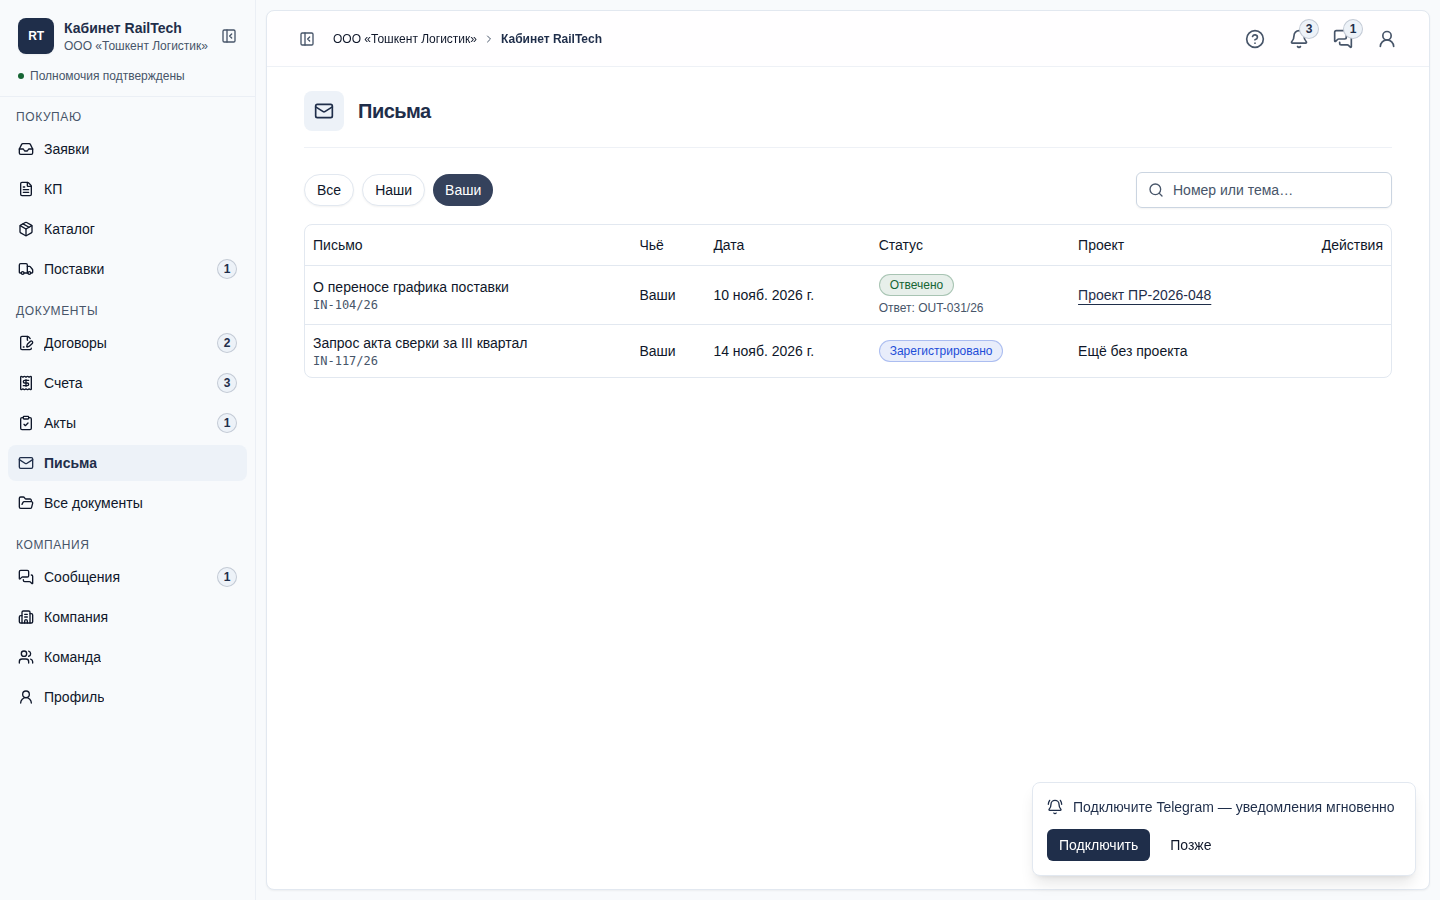 RT
Кабинет RailTech
ООО «Тошкент Логистик»
Полномочия подтверждены
ПОКУПАЮ
Заявки
КП
Каталог
Поставки 1
ДОКУМЕНТЫ
Договоры 2
Счета 3
Акты 1
Письма
Все документы
КОМПАНИЯ
Сообщения 1
Компания
Команда
Профиль
ООО «Тошкент Логистик» Кабинет RailTech 3 1
Письма
Все Наши Ваши Номер или тема…
Письмо Чьё Дата Статус Проект Действия
О переносе графика поставки
IN-104/26
Ваши 10 нояб. 2026 г.
Отвечено
Ответ: OUT-031/26
Проект ПР-2026-048
Запрос акта сверки за III квартал
IN-117/26
Ваши 14 нояб. 2026 г. Зарегистрировано Ещё без проекта
Подключите Telegram — уведомления мгновенно
Подключить Позже